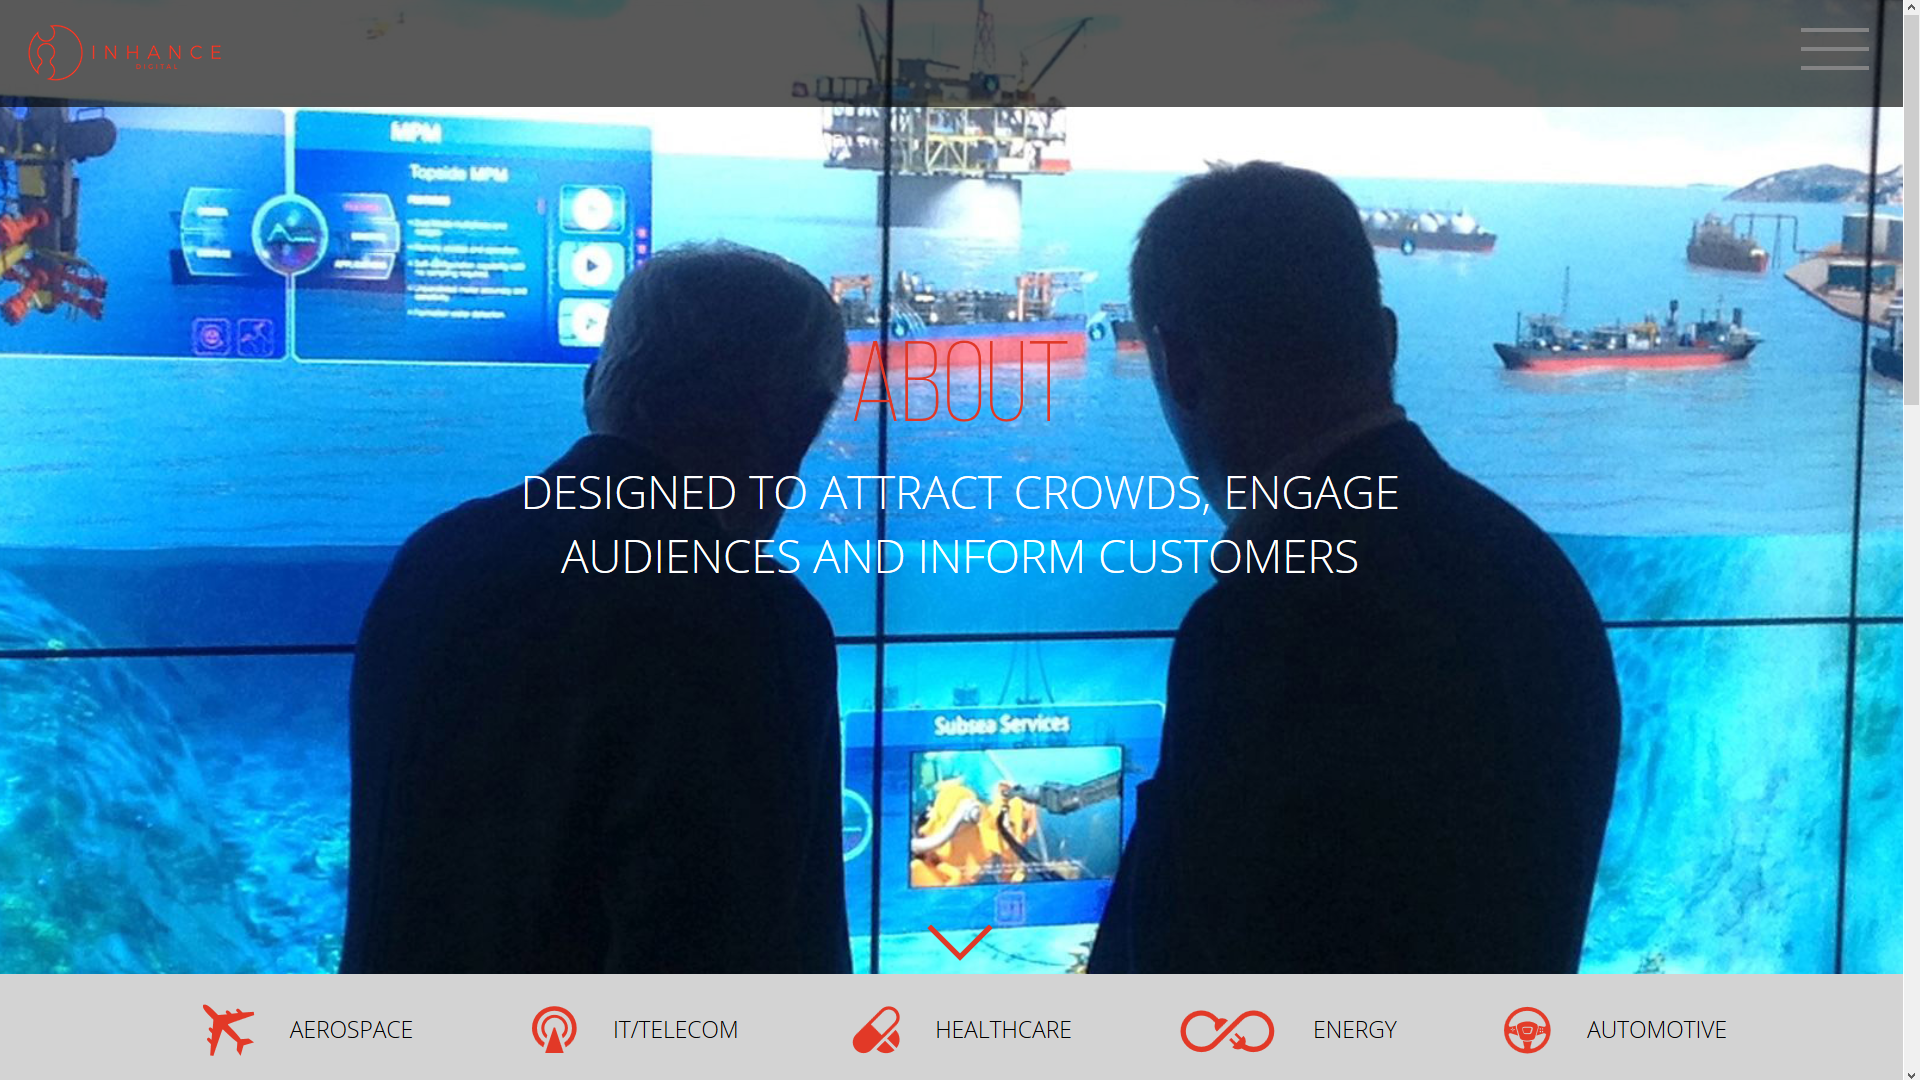 INHANCE
DIGITAL
MPM
Topside MPM
FEATURES
ABOUT
DESIGNED TO ATTRACT CROWDS, ENGAGE
AUDIENCES AND INFORM CUSTOMERS
Subsea Services
AEROSPACE
IT/TELECOM
HEALTHCARE
ENERGY
AUTOMOTIVE